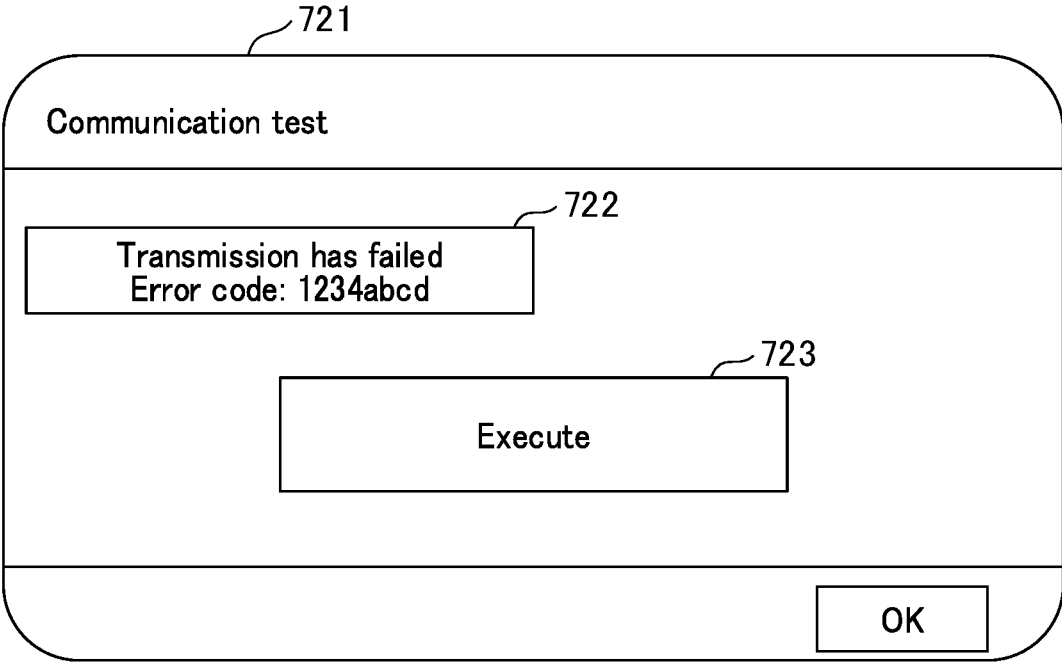 721
Communication test
722
Transmission has failed
Error code: 1234abcd
723
Execute
OK